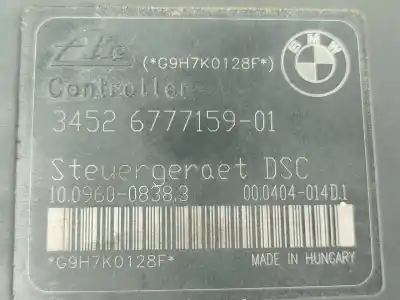 Ate (*G9H7K0128F*) BMW
Controller
3452 6777159-01
Steuergeraet DSC
10.0960-0838.3 00.0404-014D.1
*G9H7K0128F* MADE IN HUNGARY